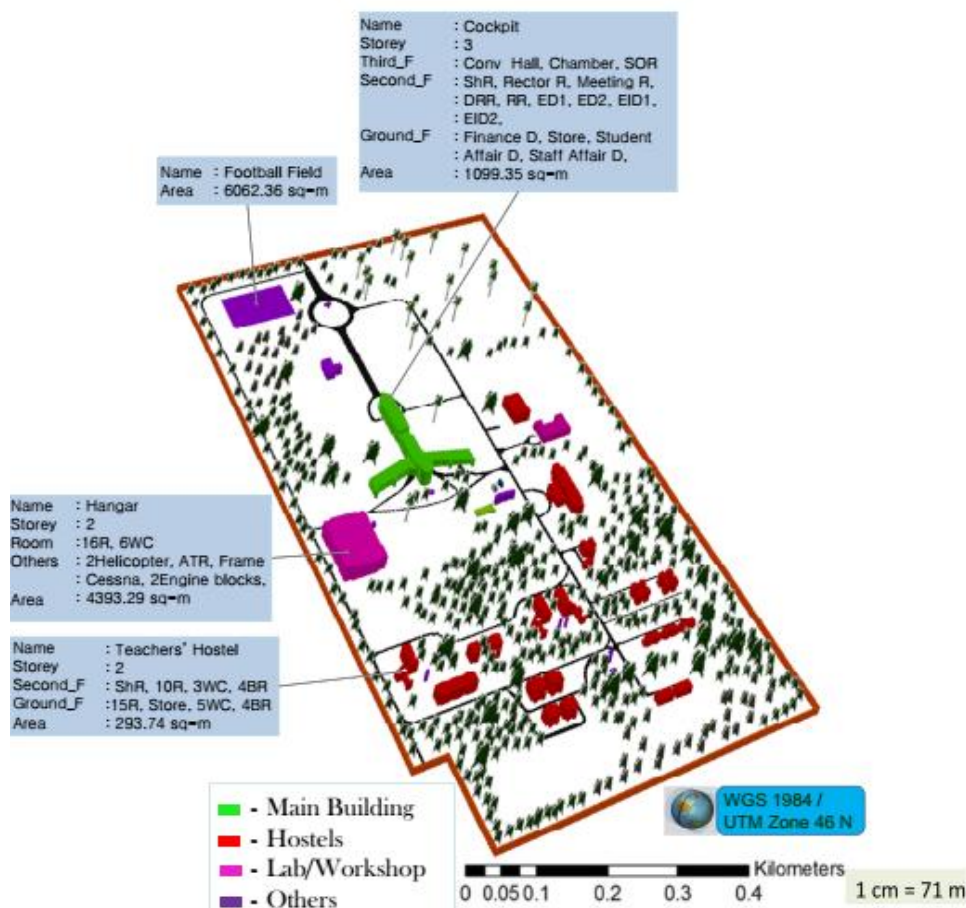 Name : Cockpit
Storey : 3
Third_F : Conv Hall, Chamber, SOR
Second_F : ShR, Rector R, Meeting R,
: DRR, RR, ED1, ED2, EID1,
: EID2,
Ground_F : Finance D, Store, Student
: Affair D, Staff Affair D,
Area : 1099.35 sq-m
Name : Football Field
Area : 6062.36 sq-m
Name : Hangar
Storey : 2
Room :16R, 6WC
Others : 2Helicopter, ATR, Frame
: Cessna, 2Engine blocks,
Area : 4393.29 sq-m
Name : Teachers' Hostel
Storey : 2
Second_F : ShR, 10R, 3WC, 4BR
Ground_F :15R, Store, 5WC, 4BR
Area : 293.74 sq-m
- Main Building
- Hostels
- Lab/Workshop
- Others
WGS 1984 /
UTM Zone 46 N
Kilometers
0 0.05 0.1 0.2 0.3 0.4
1 cm = 71 m